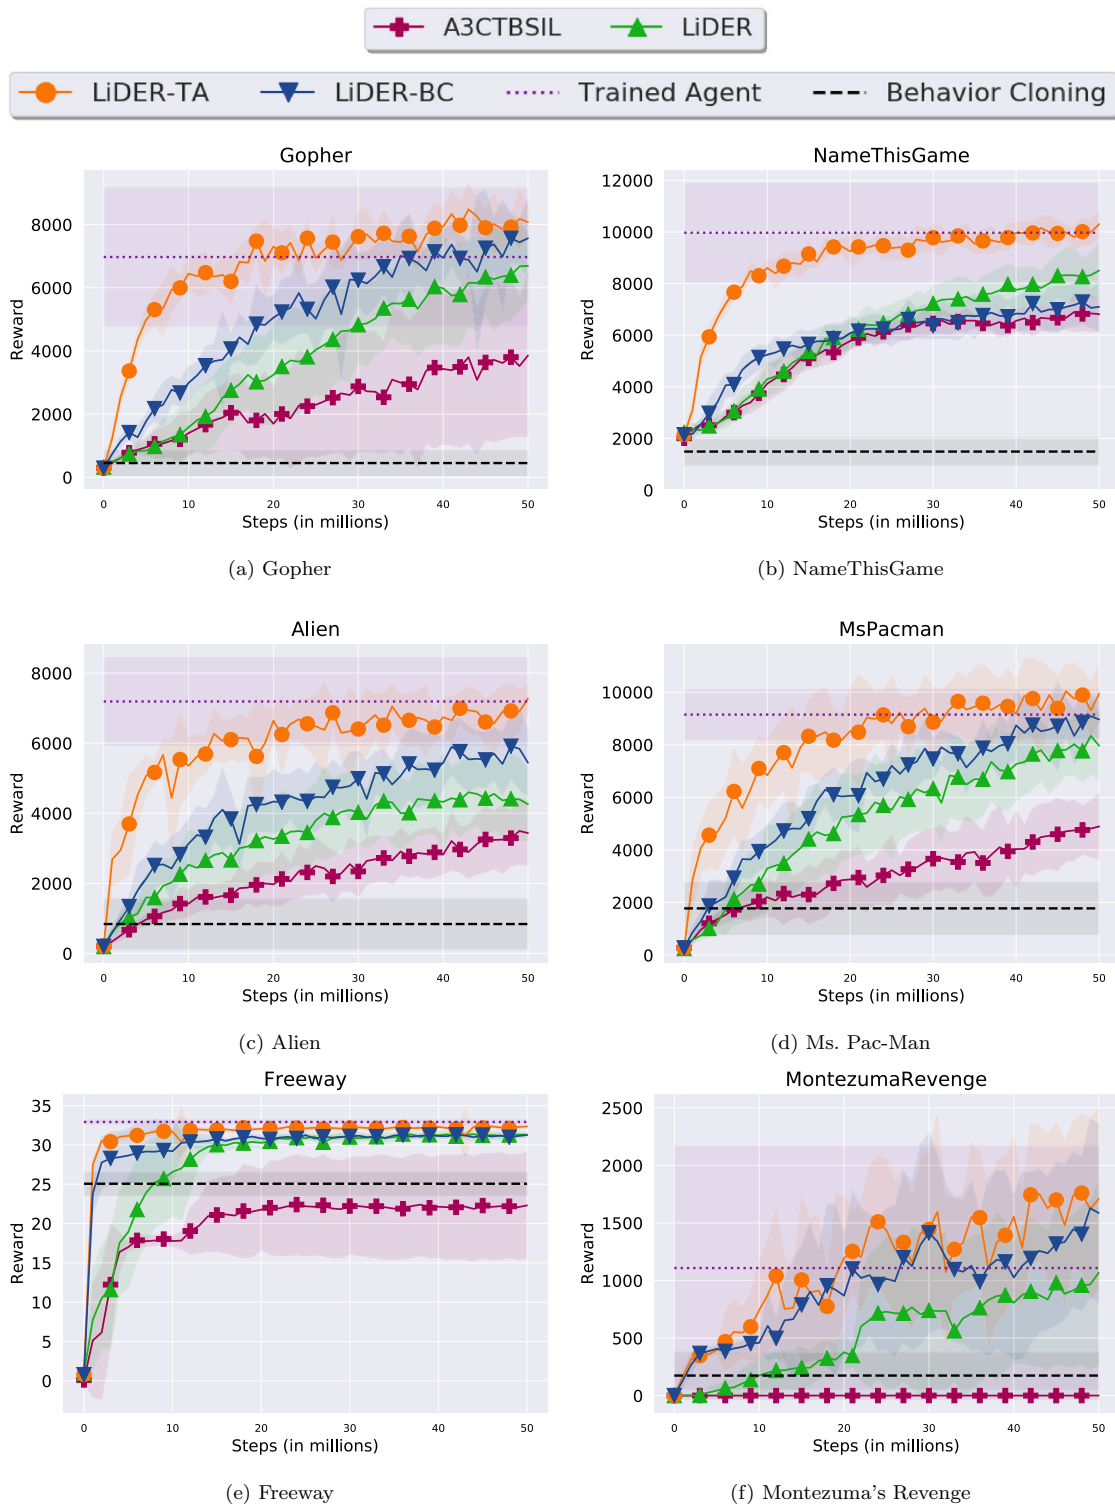 A3CTBSIL LiDER
LiDER-TA LiDER-BC Trained Agent Behavior Cloning
Gopher
Reward
8000
6000
4000
2000
0
0 10 20 30 40 50
Steps (in millions)
(a) Gopher
NameThisGame
Reward
12000
10000
8000
6000
4000
2000
0
0 10 20 30 40 50
Steps (in millions)
(b) NameThisGame
Alien
Reward
8000
6000
4000
2000
0
0 10 20 30 40 50
Steps (in millions)
(c) Alien
MsPacman
Reward
10000
8000
6000
4000
2000
0
0 10 20 30 40 50
Steps (in millions)
(d) Ms. Pac-Man
Freeway
Reward
35
30
25
20
15
10
5
0
0 10 20 30 40 50
Steps (in millions)
(e) Freeway
MontezumaRevenge
Reward
2500
2000
1500
1000
500
0
0 10 20 30 40 50
Steps (in millions)
(f) Montezuma's Revenge